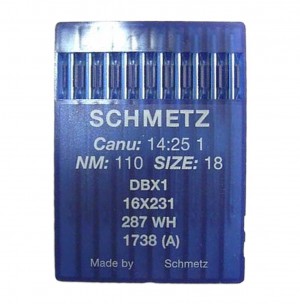 SCHMETZ
Canu: 14:25 1
NM: 110 SIZE: 18
DBX1
16X231
287 WH
1738 (A)
Made by Schmetz